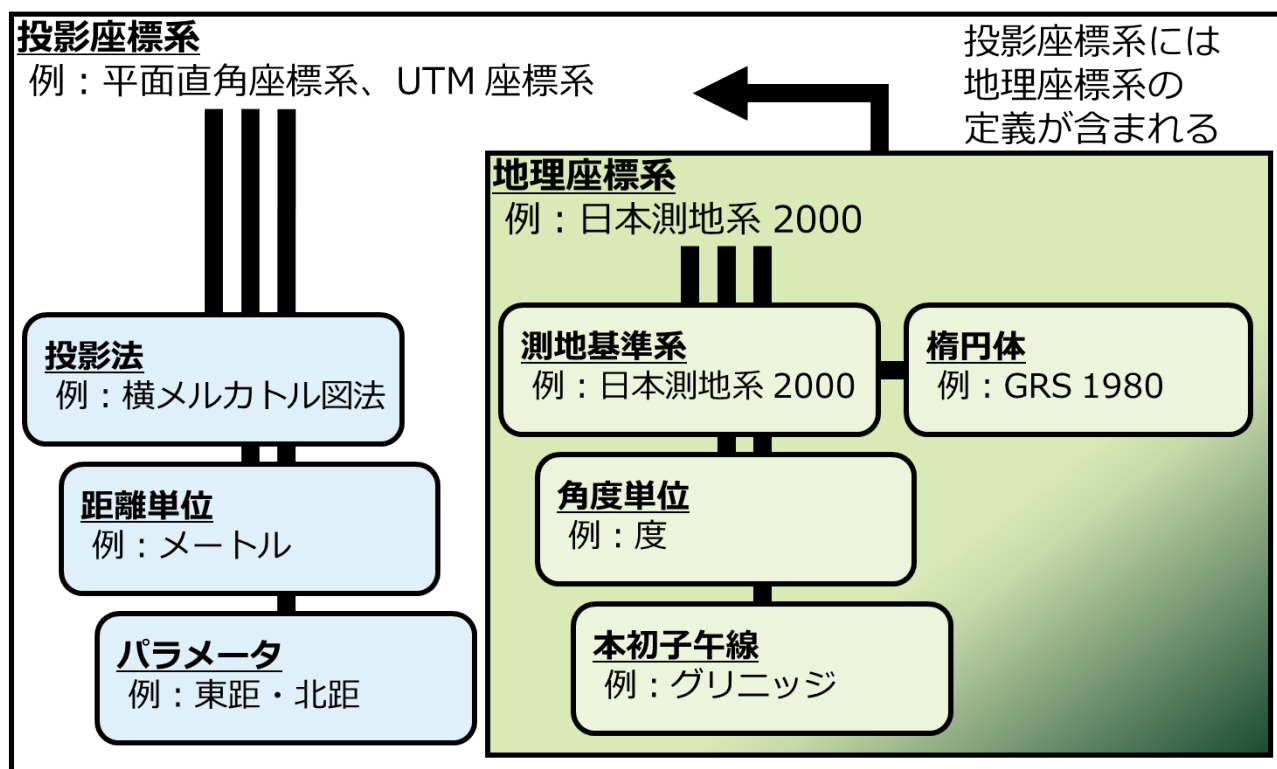 投影座標系
例：平面直角座標系、UTM 座標系
投影座標系には
地理座標系の
定義が含まれる
投影法
例：横メルカトル図法
距離単位
例：メートル
パラメータ
例：東距・北距
地理座標系
例：日本測地系 2000
測地基準系
例：日本測地系 2000
楕円体
例：GRS 1980
角度単位
例：度
本初子午線
例：グリニッジ